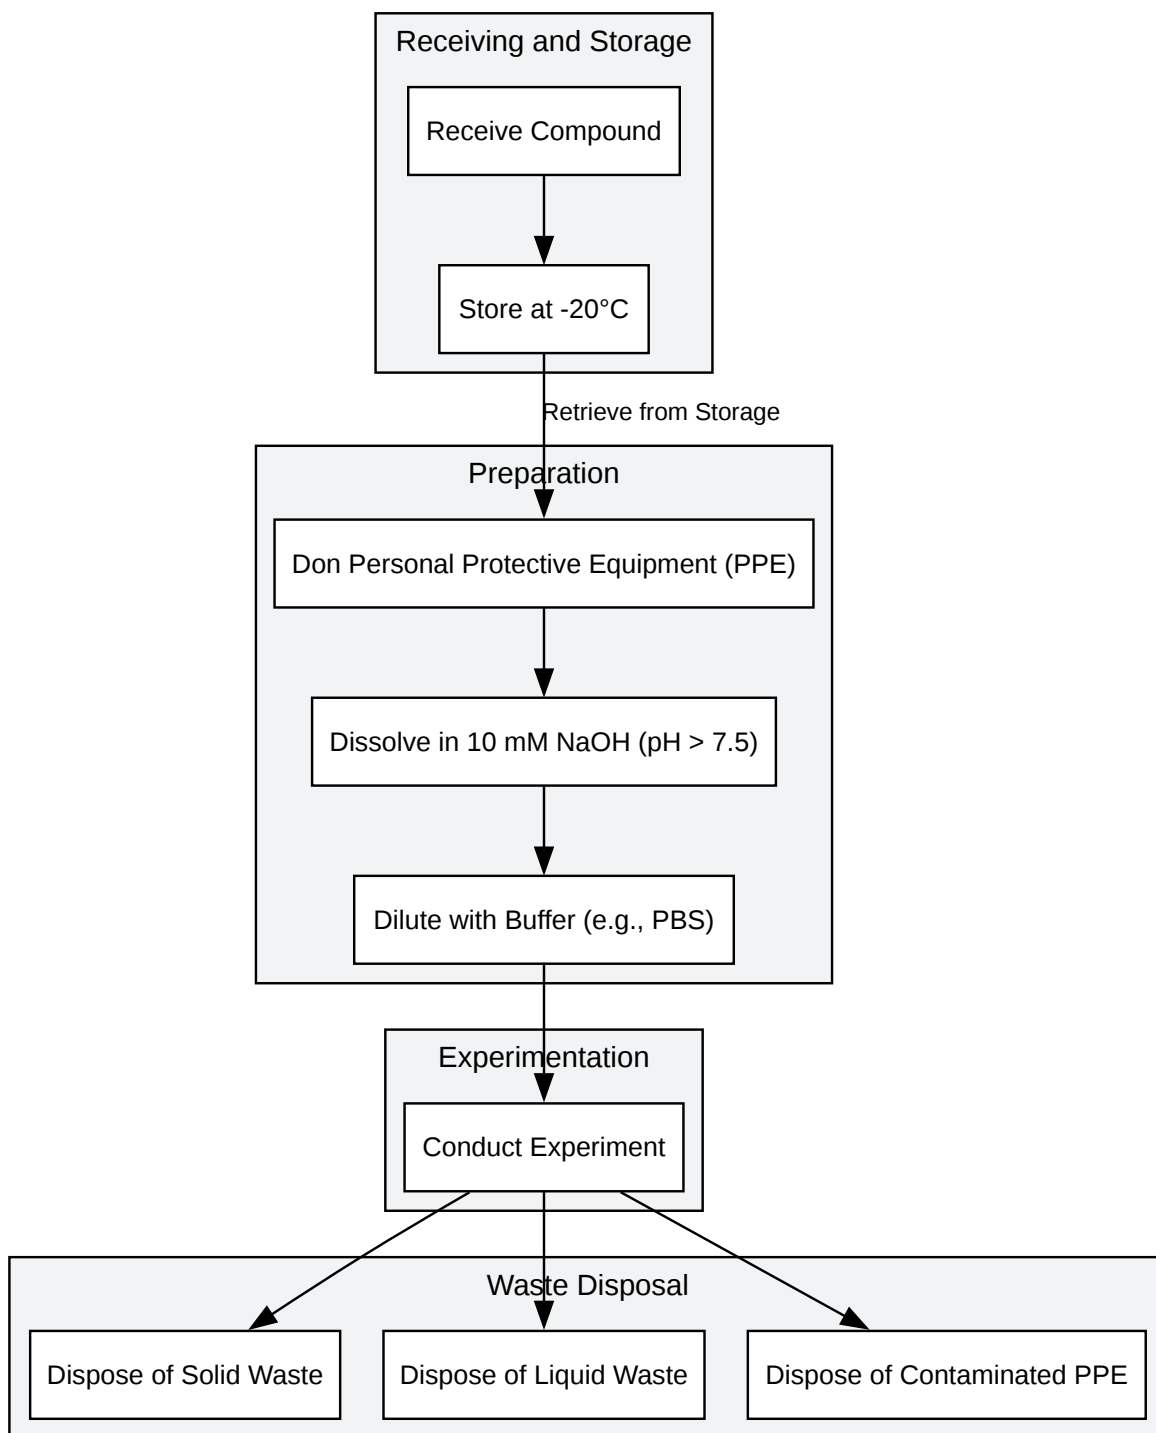 Receiving and Storage
Receive Compound
Store at -20°C
Retrieve from Storage
Preparation
Don Personal Protective Equipment (PPE)
Dissolve in 10 mM NaOH (pH > 7.5)
Dilute with Buffer (e.g., PBS)
Experimentation
Conduct Experiment
Waste Disposal
Dispose of Solid Waste
Dispose of Liquid Waste
Dispose of Contaminated PPE